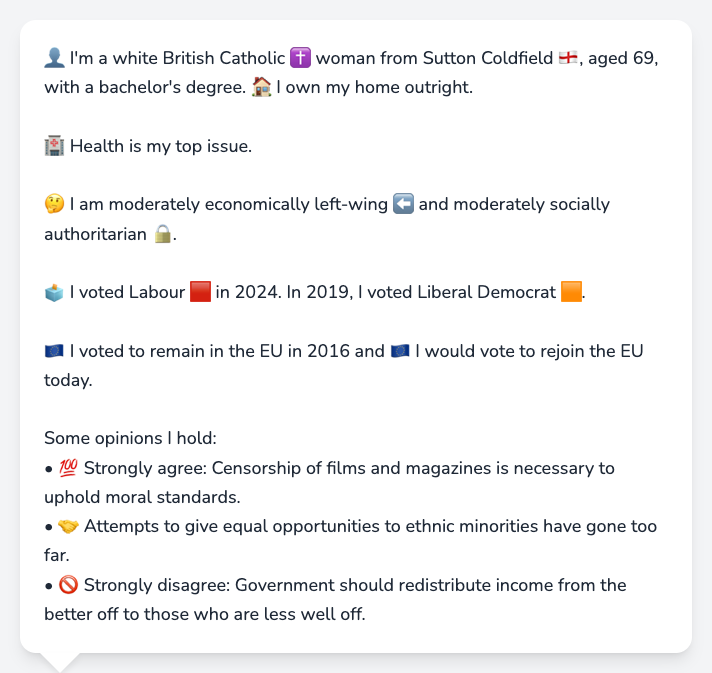 👤 I'm a white British Catholic ✝️ woman from Sutton Coldfield 🏴󠁧󠁢󠁥󠁮󠁧󠁿, aged 69,
with a bachelor's degree. 🏠 I own my home outright.
🏥 Health is my top issue.
🤔 I am moderately economically left-wing ⬅️ and moderately socially
authoritarian 🔒.
🗳️ I voted Labour 🟥 in 2024. In 2019, I voted Liberal Democrat 🟧.
🇪🇺 I voted to remain in the EU in 2016 and 🇪🇺 I would vote to rejoin the EU
today.
Some opinions I hold:
• 💯 Strongly agree: Censorship of films and magazines is necessary to
uphold moral standards.
• 🤝 Attempts to give equal opportunities to ethnic minorities have gone too
far.
• 🚫 Strongly disagree: Government should redistribute income from the
better off to those who are less well off.